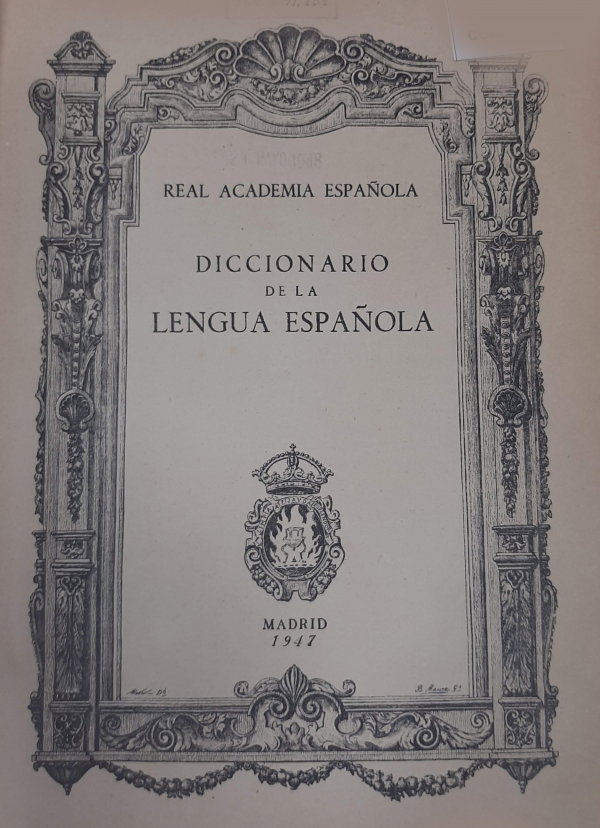 REAL ACADEMIA ESPAÑOLA
DICCIONARIO
DE LA
LENGUA ESPAÑOLA
MADRID
1947